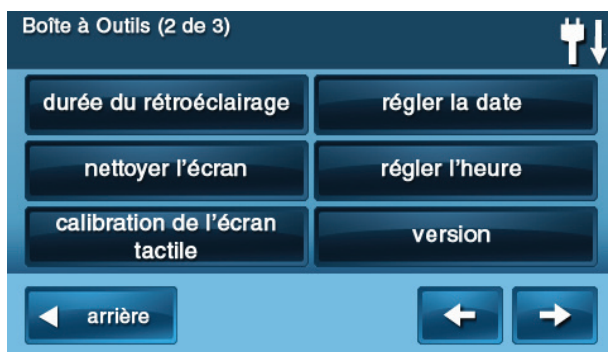 Boîte à Outils (2 de 3)
durée du rétroéclairage
régler la date
nettoyer l'écran
régler l'heure
calibration de l'écran
tactile
version
arrière